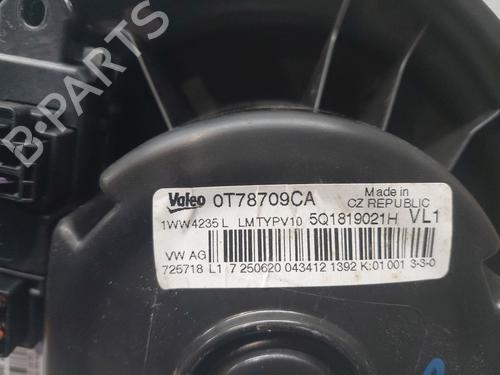 B-PARTS
Valeo 0T78709CA Made in
CZ REPUBLIC
1WW4235L LMTYPV10 5Q1819021H VL1
VW AG
725718 L1 7 250620 043412 1392 K:01 001 3-3-0